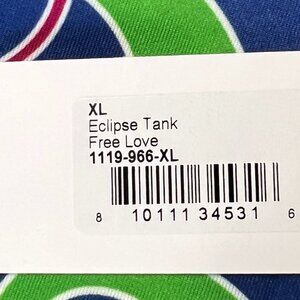 XL
Eclipse Tank
Free Love
1119-966-XL
8 10111 34531 6